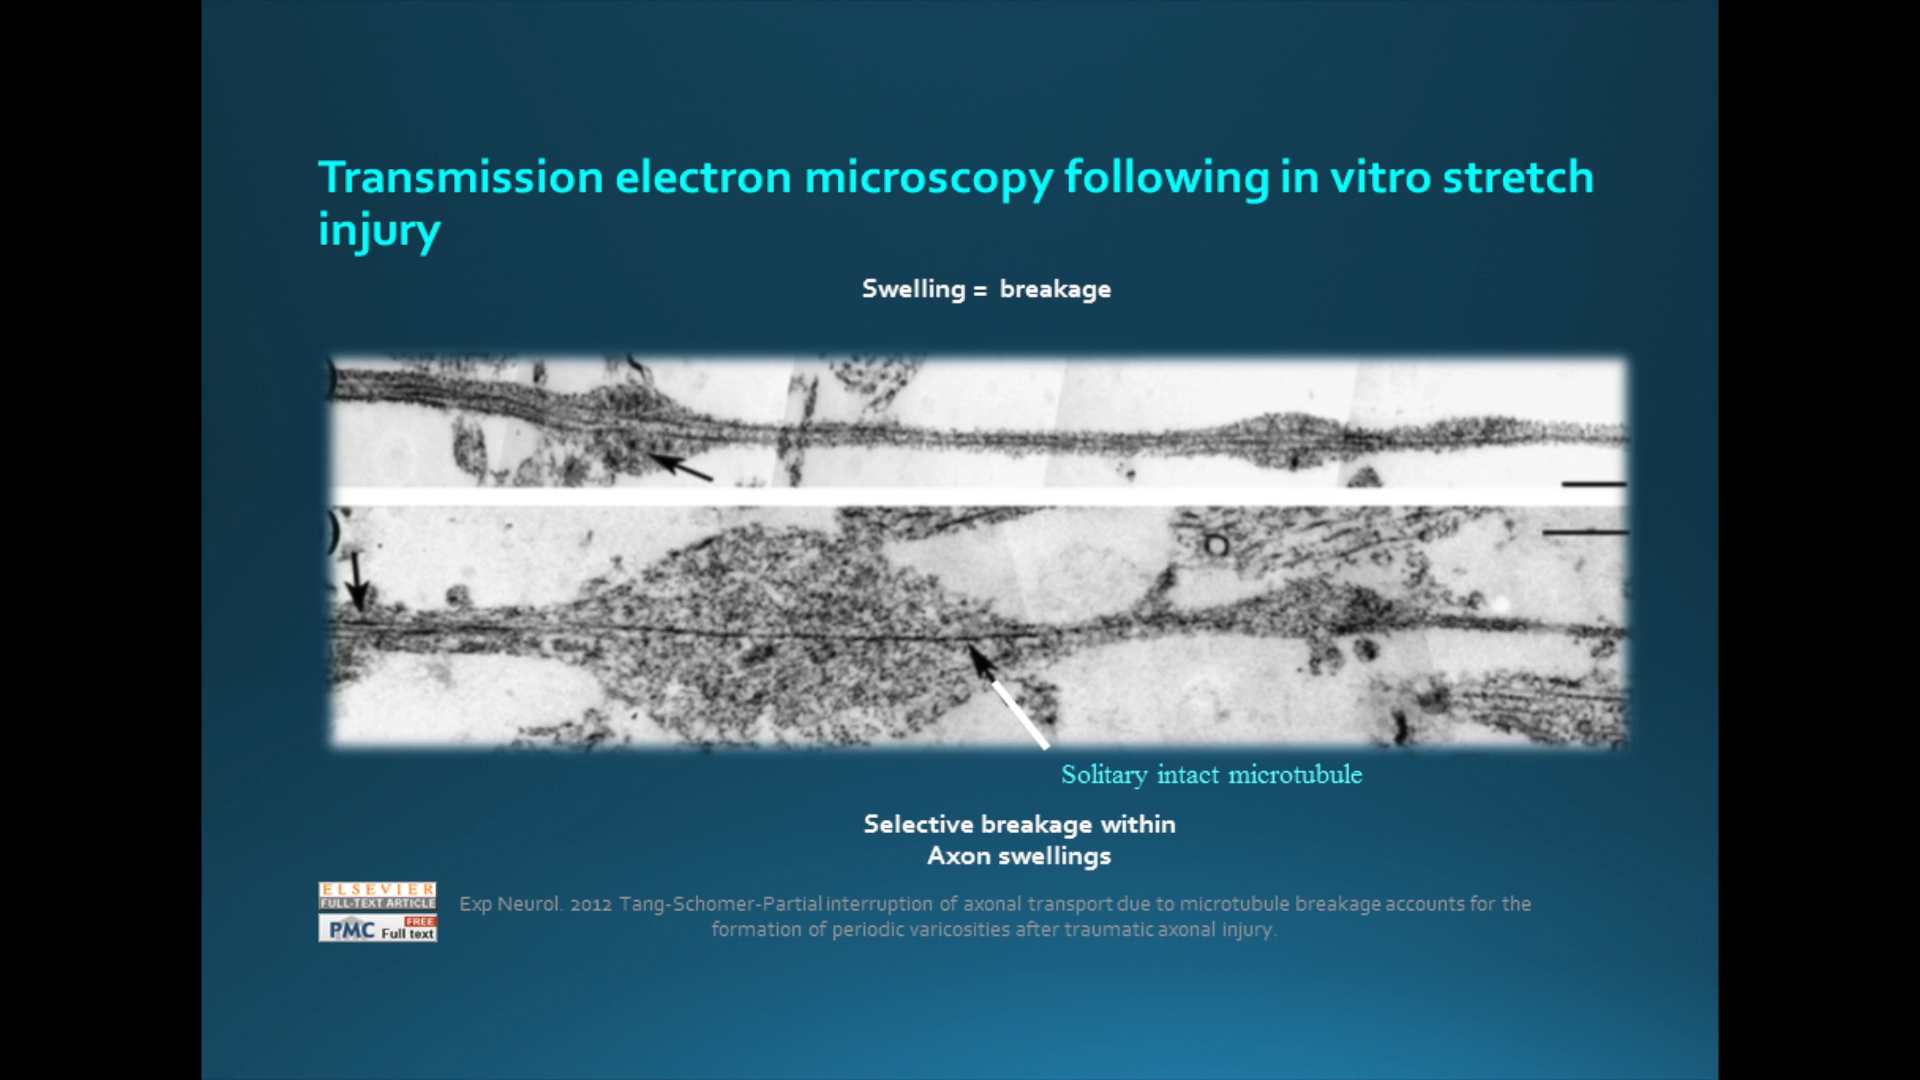 Transmission electron microscopy following in vitro stretch
injury
Swelling = breakage
)
)
Solitary intact microtubule
Selective breakage within
Axon swellings
ELSEVIER
FULL-TEXT ARTICLE
FREE
PMC Full text
Exp Neurol. 2012 Tang-Schomer-Partial interruption of axonal transport due to microtubule breakage accounts for the
formation of periodic varicosities after traumatic axonal injury.